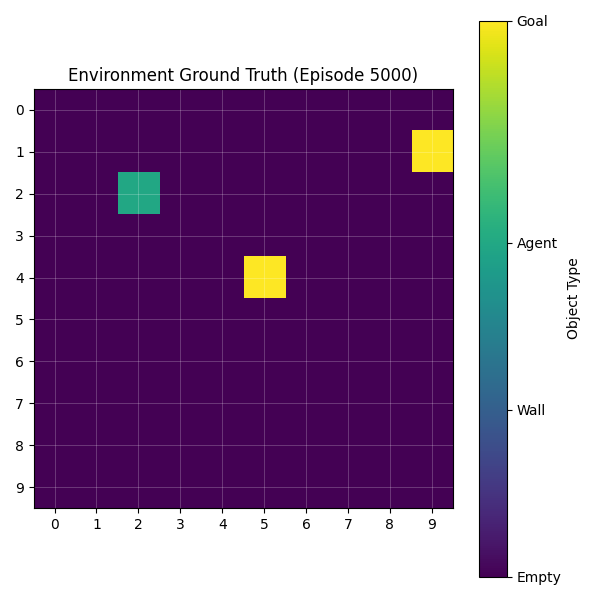 Environment Ground Truth (Episode 5000)
0
1
2
3
4
5
6
7
8
9
0 1 2 3 4 5 6 7 8 9
Goal
Agent
Wall
Empty
Object Type